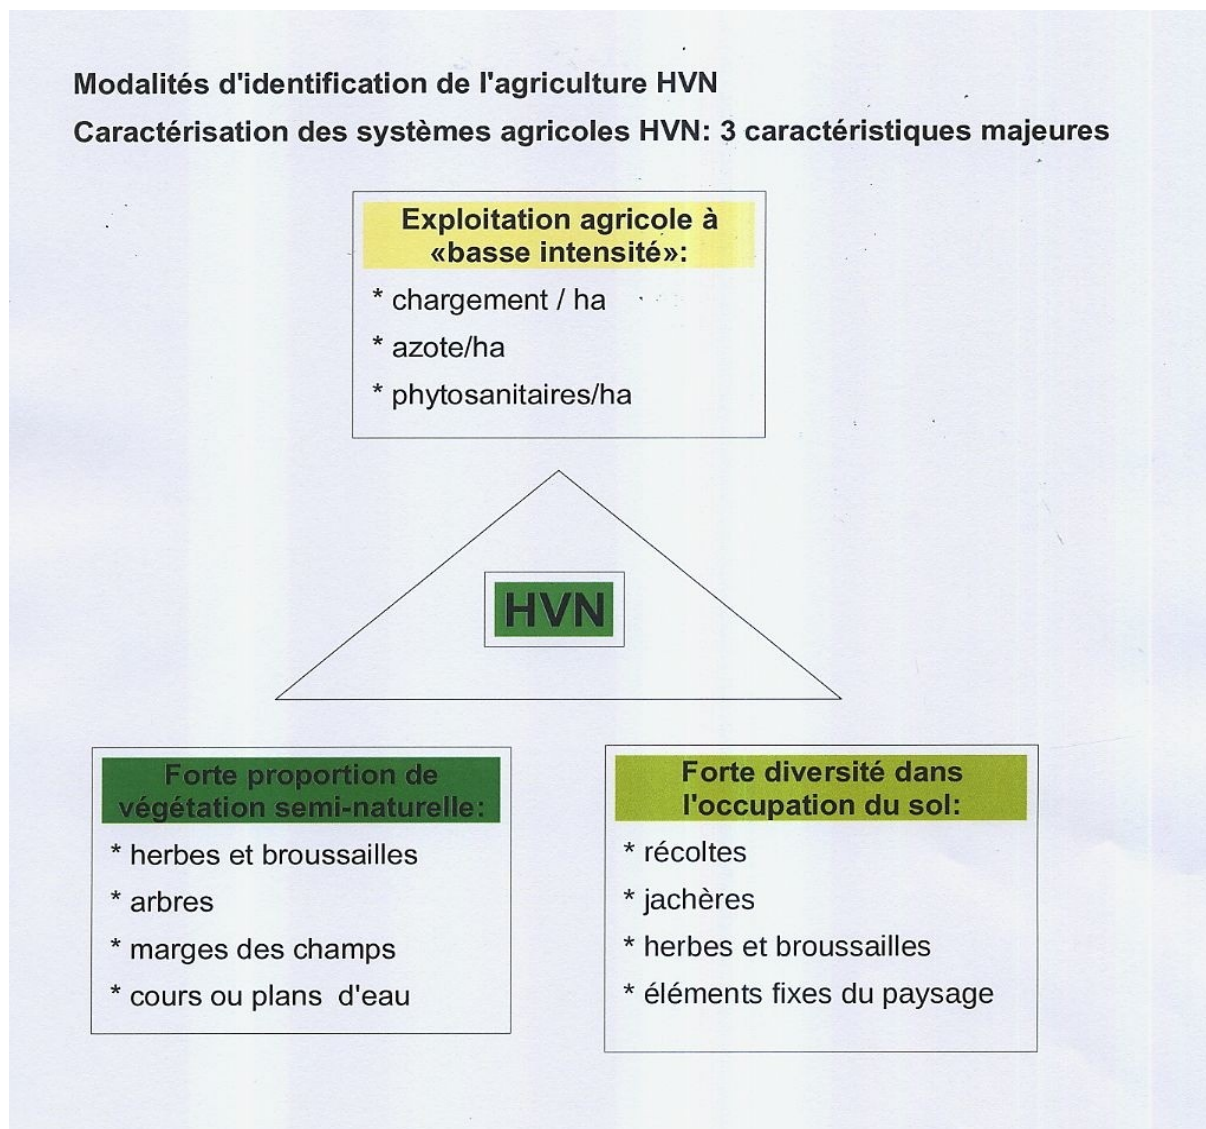 Modalités d'identification de l'agriculture HVN
Caractérisation des systèmes agricoles HVN: 3 caractéristiques majeures
Exploitation agricole à
«basse intensité»:
* chargement / ha
* azote/ha
* phytosanitaires/ha
HVN
Forte proportion de
végétation semi-naturelle:
* herbes et broussailles
* arbres
* marges des champs
* cours ou plans d'eau
Forte diversité dans
l'occupation du sol:
* récoltes
* jachères
* herbes et broussailles
* éléments fixes du paysage